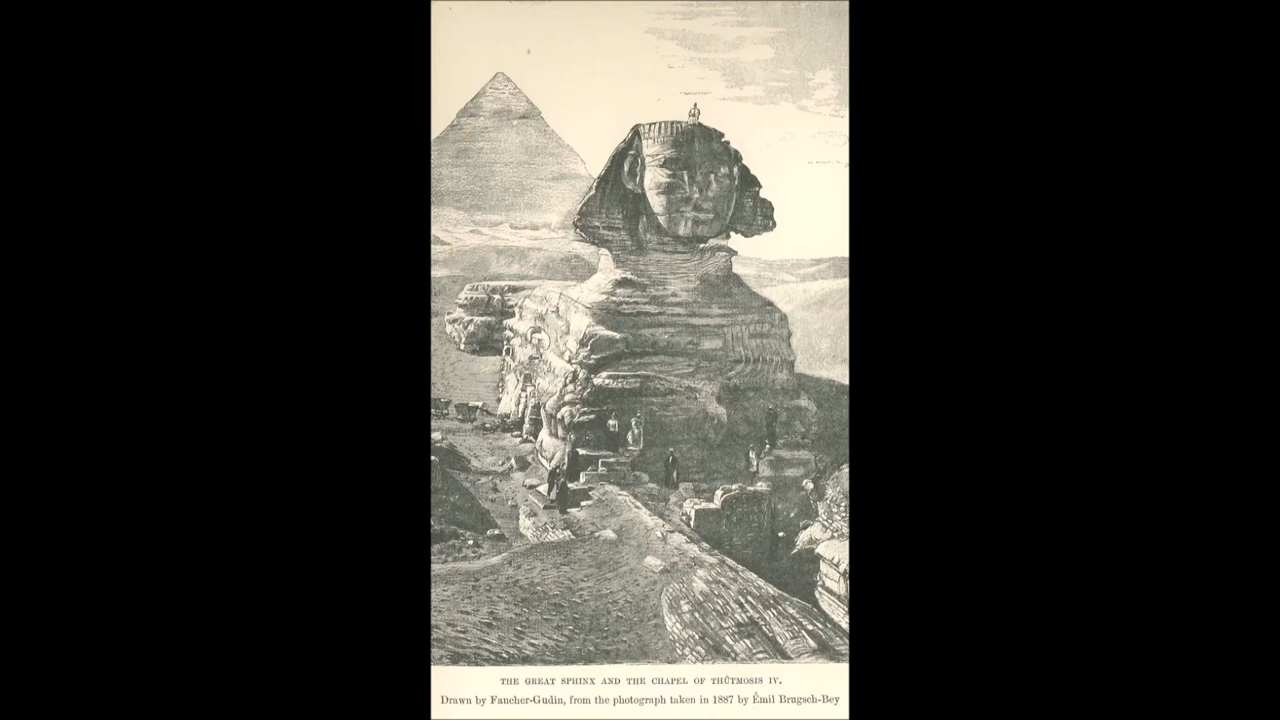 THE GREAT SPHINX AND THE CHAPEL OF THÛTMOSIS IV.
Drawn by Faucher-Gudin, from the photograph taken in 1887 by Émil Brugsch-Bey